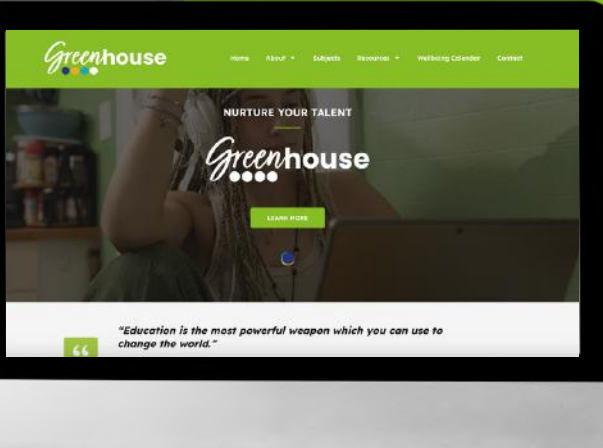 Greenhouse
Home About Subjects Resources Wellbeing Calendar Contact
NURTURE YOUR TALENT
Greenhouse
LEARN MORE
"Education is the most powerful weapon which you can use to
change the world."